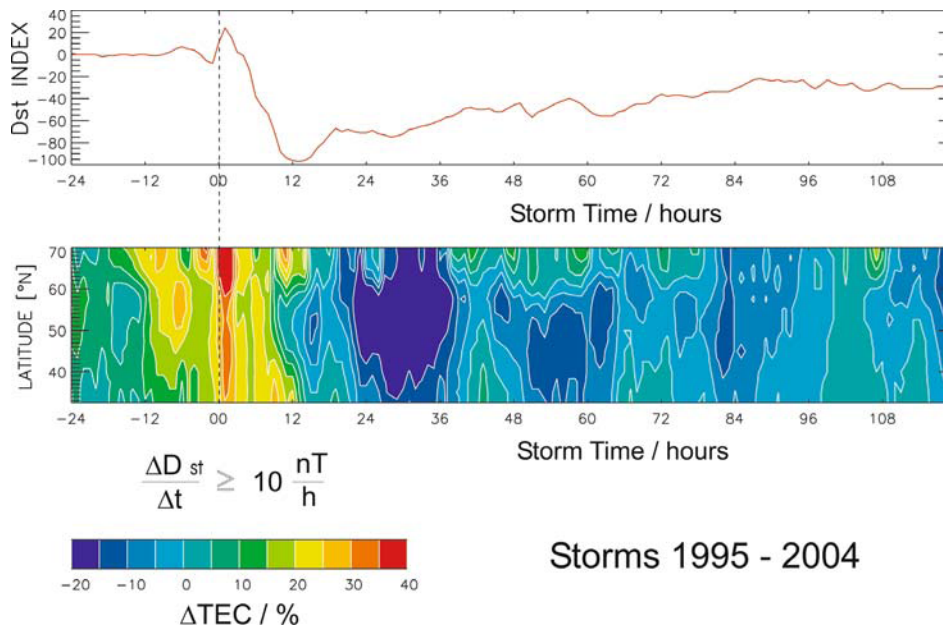 Dst INDEX
40
20
0
-20
-40
-60
-80
-100
-24 -12 00 12 24 36 48 60 72 84 96 108
Storm Time / hours
LATITUDE [°N]
70
60
50
40
-24 -12 00 12 24 36 48 60 72 84 96 108
Storm Time / hours
ΔD st / Δt ≥ 10 nT / h
-20 -10 0 10 20 30 40
ΔTEC / %
Storms 1995 - 2004